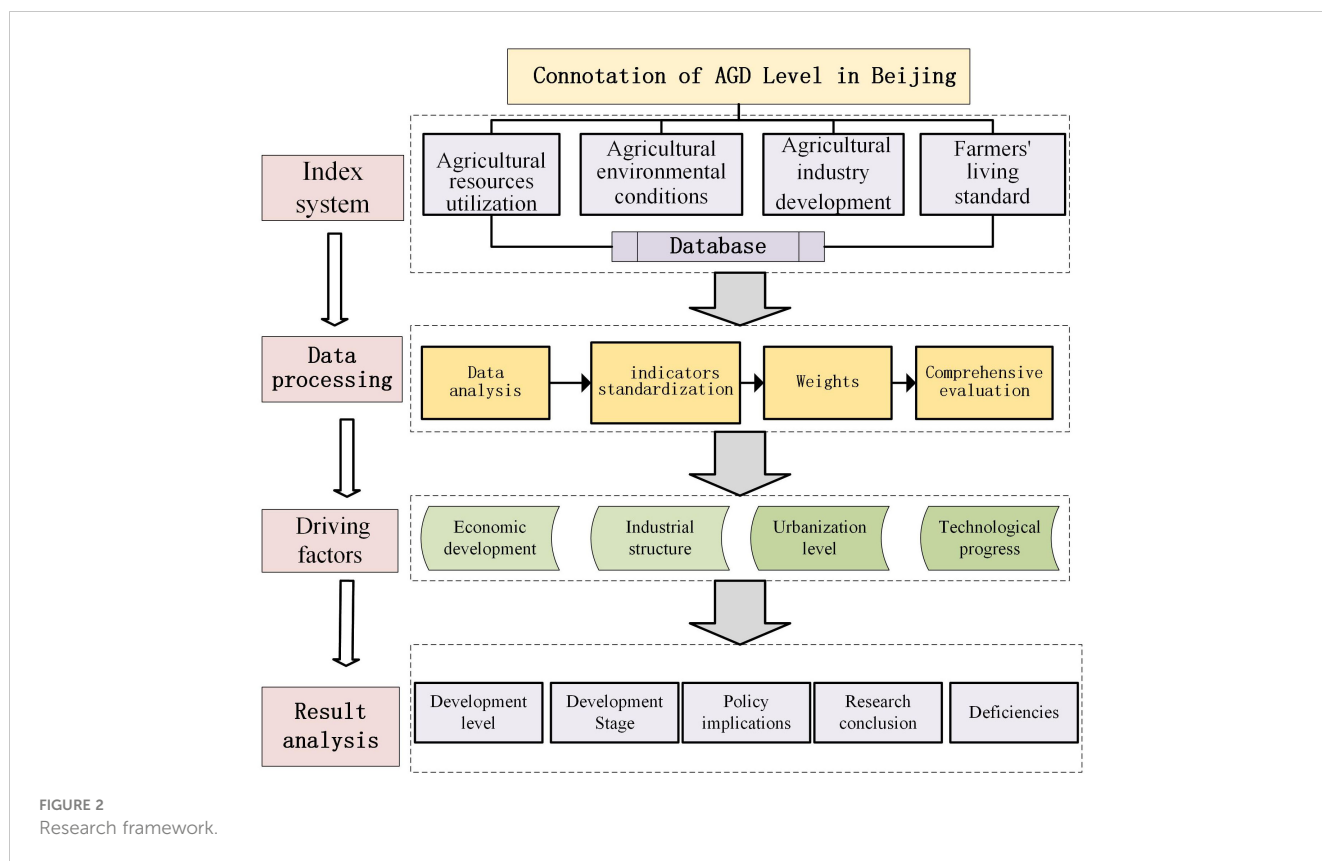 Connotation of AGD Level in Beijing
Index
system
Agricultural
resources
utilization
Agricultural
environmental
conditions
Agricultural
industry
development
Farmers'
living
standard
Database
Data
processing
Data
analysis
indicators
standardization
Weights
Comprehensive
evaluation
Driving
factors
Economic
development
Industrial
structure
Urbanization
level
Technological
progress
Result
analysis
Development
level
Development
Stage
Policy
implications
Research
conclusion
Deficiencies
FIGURE 2
Research framework.